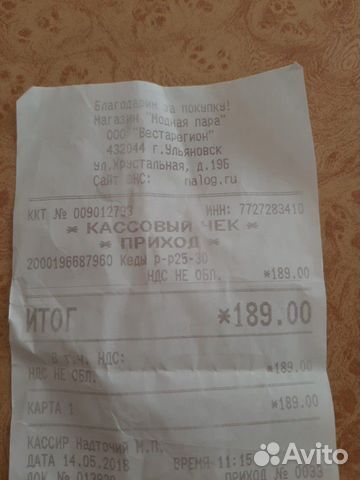 Благодарим за покупку!
Магазин "Модная пара"
ООО "Вестарегион"
432044 г.Ульяновск
ул.Хрустальная, д.19Б
Сайт ФНС: nalog.ru
ККТ № 009012793 ИНН: 7727283410
* КАССОВЫЙ ЧЕК *
* ПРИХОД *
2000196687960 Кеды р-р25-30
НДС НЕ ОБЛ. *189.00
ИТОГ *189.00
В т.ч. НДС:
НДС НЕ ОБЛ. *189.00
КАРТА 1 *189.00
КАССИР Надточий М.П.
ДАТА 14.05.2018 ВРЕМЯ 11:15
ДОК.№ ПРИХОД № 0033
Avito